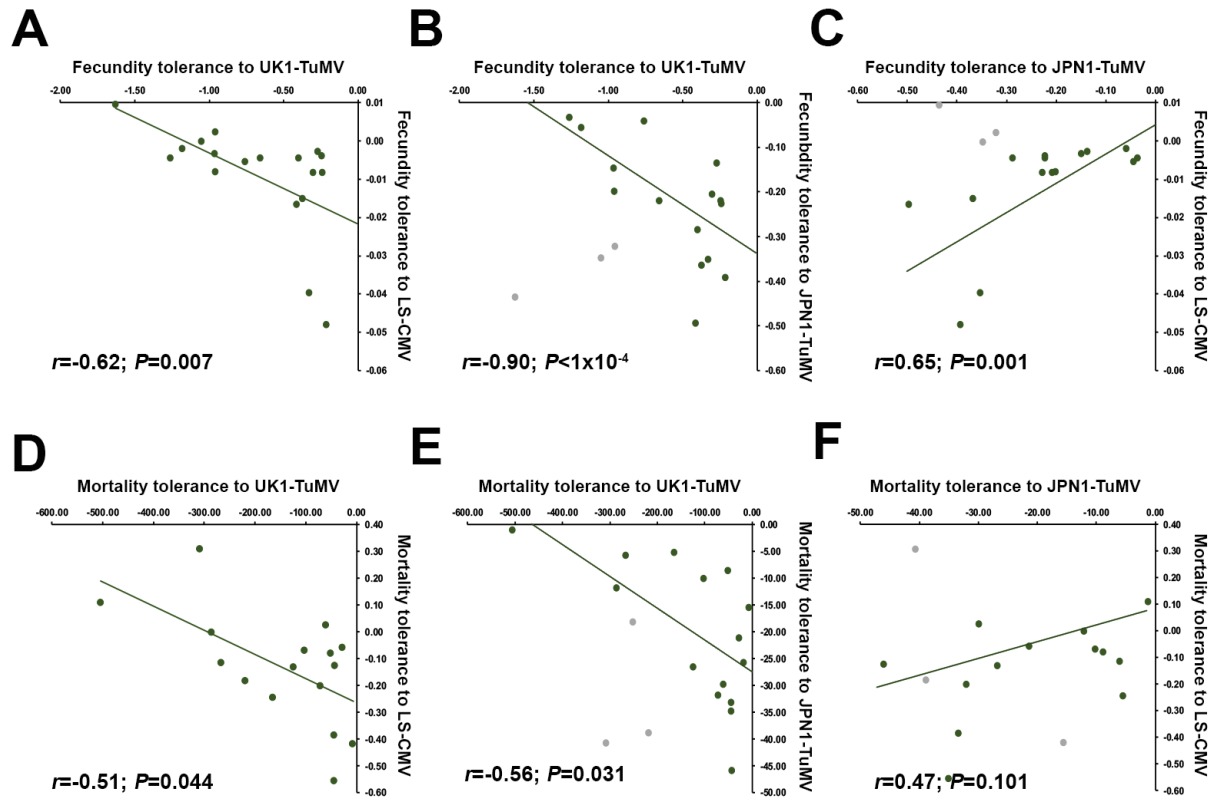 A
Fecundity tolerance to UK1-TuMV
-2.00 -1.50 -1.00 -0.50 0.00
0.01
0.00
-0.01
-0.02
-0.03
-0.04
-0.05
-0.06
Fecundity tolerance to LS-CMV
r=-0.62; P=0.007
B
Fecundity tolerance to UK1-TuMV
-2.00 -1.50 -1.00 -0.50 0.00
0.00
-0.10
-0.20
-0.30
-0.40
-0.50
-0.60
Fecunbdity tolerance to JPN1-TuMV
r=-0.90; P<1x10-4
C
Fecundity tolerance to JPN1-TuMV
-0.60 -0.50 -0.40 -0.30 -0.20 -0.10 0.00
0.01
0.00
-0.01
-0.02
-0.03
-0.04
-0.05
-0.06
Fecundity tolerance to LS-CMV
r=0.65; P=0.001
D
Mortality tolerance to UK1-TuMV
-600.00 -500.00 -400.00 -300.00 -200.00 -100.00 0.00
0.40
0.30
0.20
0.10
0.00
-0.10
-0.20
-0.30
-0.40
-0.50
-0.60
Mortality tolerance to LS-CMV
r=-0.51; P=0.044
E
Mortality tolerance to UK1-TuMV
-600.00 -500.00 -400.00 -300.00 -200.00 -100.00 0.00
0.00
-5.00
-10.00
-15.00
-20.00
-25.00
-30.00
-35.00
-40.00
-45.00
-50.00
Mortality tolerance to JPN1-TuMV
r=-0.56; P=0.031
F
Mortality tolerance to JPN1-TuMV
-50.00 -40.00 -30.00 -20.00 -10.00 0.00
0.40
0.30
0.20
0.10
0.00
-0.10
-0.20
-0.30
-0.40
-0.50
-0.60
Mortality tolerance to LS-CMV
r=0.47; P=0.101